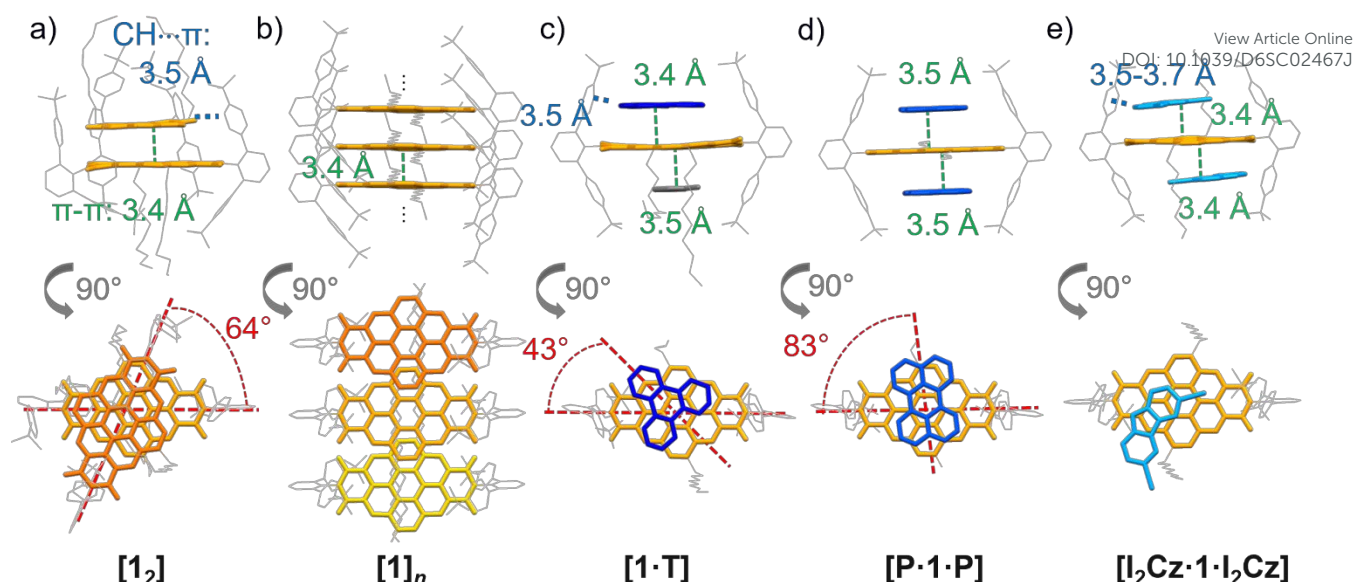 a) b) c) d) e)
View Article Online
DOI: 10.1039/D6SC02467J
CH···π:
3.5 Å
π-π: 3.4 Å
···
3.4 Å
···
3.4 Å
3.5 Å
3.5 Å
3.5 Å
3.5 Å
3.5-3.7 Å
3.4 Å
3.4 Å
90° 90° 90° 90° 90°
64°
43°
83°
[1₂] [1]ₙ [1·T] [P·1·P] [I₂Cz·1·I₂Cz]